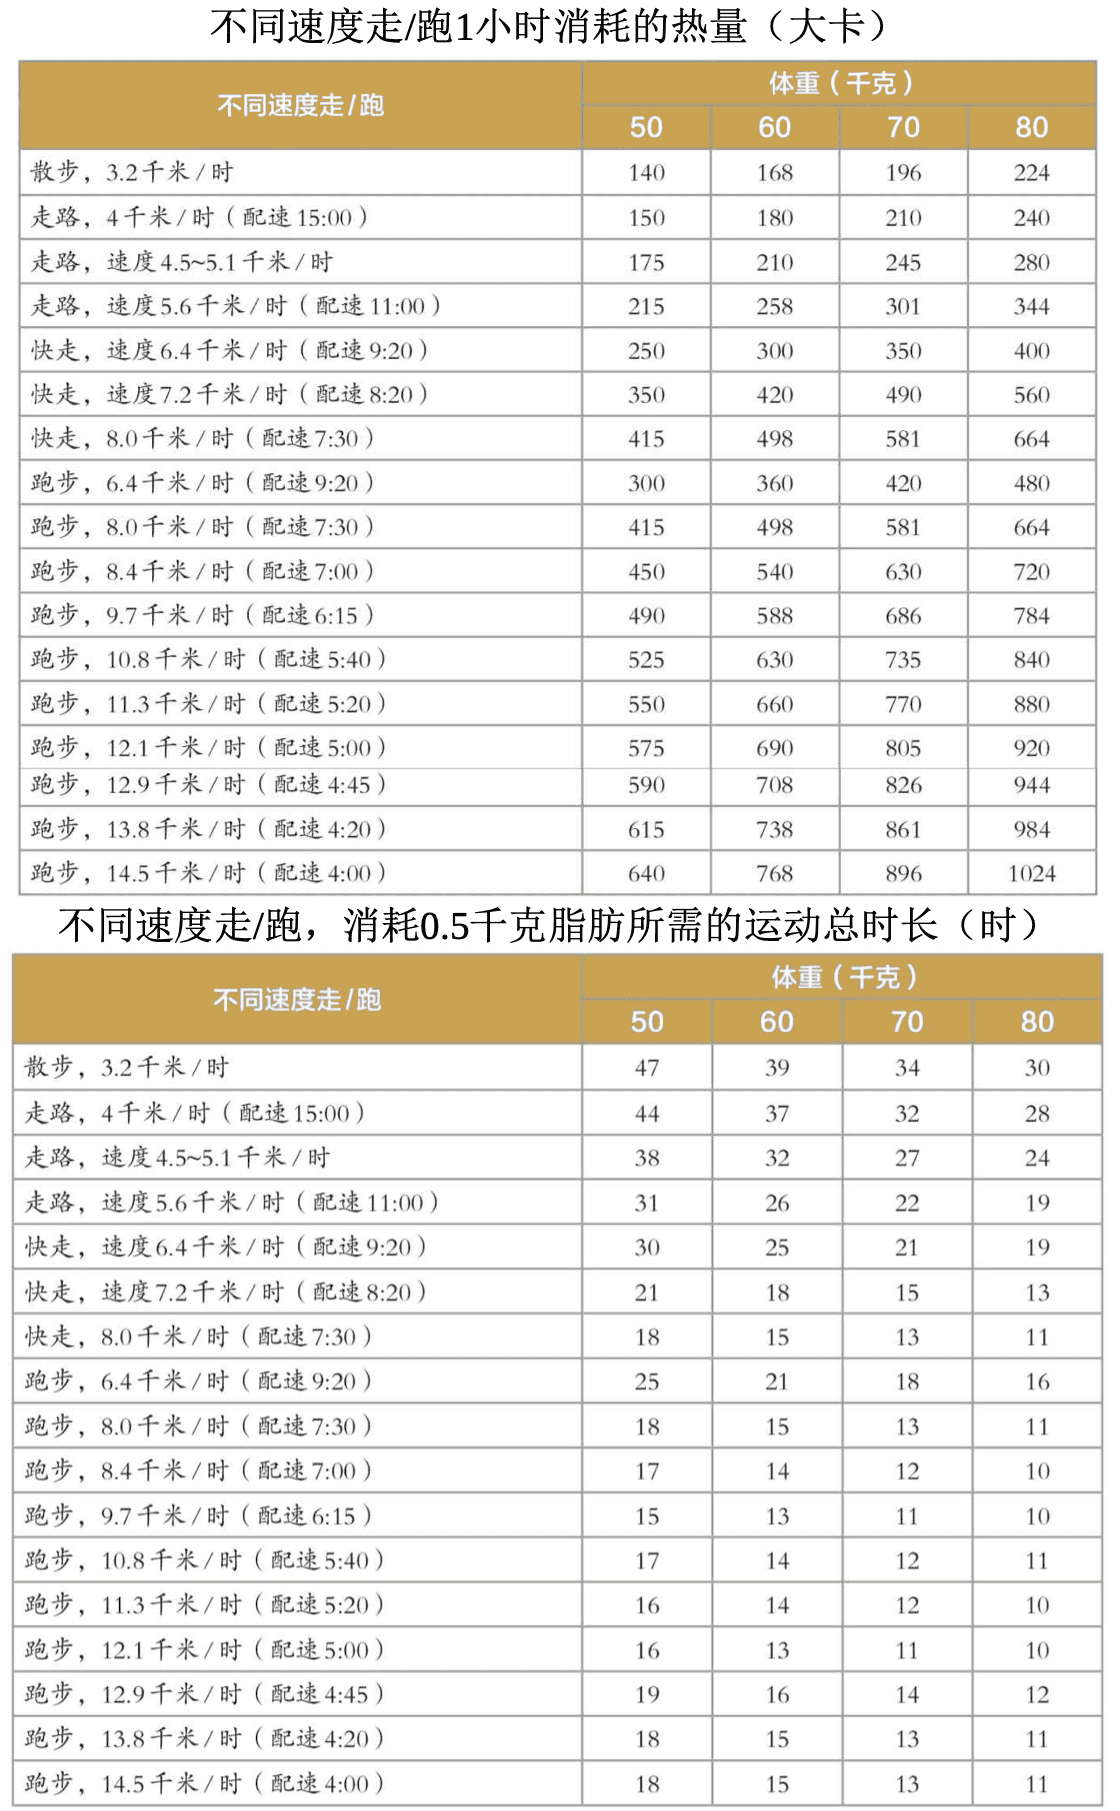 不同速度走/跑1小时消耗的热量（大卡）
不同速度走/跑 体重（千克）
50 60 70 80
散步，3.2千米/时 140 168 196 224
走路，4千米/时（配速15:00） 150 180 210 240
走路，速度4.5~5.1千米/时 175 210 245 280
走路，速度5.6千米/时（配速11:00） 215 258 301 344
快走，速度6.4千米/时（配速9:20） 250 300 350 400
快走，速度7.2千米/时（配速8:20） 350 420 490 560
快走，8.0千米/时（配速7:30） 415 498 581 664
跑步，6.4千米/时（配速9:20） 300 360 420 480
跑步，8.0千米/时（配速7:30） 415 498 581 664
跑步，8.4千米/时（配速7:00） 450 540 630 720
跑步，9.7千米/时（配速6:15） 490 588 686 784
跑步，10.8千米/时（配速5:40） 525 630 735 840
跑步，11.3千米/时（配速5:20） 550 660 770 880
跑步，12.1千米/时（配速5:00） 575 690 805 920
跑步，12.9千米/时（配速4:45） 590 708 826 944
跑步，13.8千米/时（配速4:20） 615 738 861 984
跑步，14.5千米/时（配速4:00） 640 768 896 1024
不同速度走/跑，消耗0.5千克脂肪所需的运动总时长（时）
不同速度走/跑 体重（千克）
50 60 70 80
散步，3.2千米/时 47 39 34 30
走路，4千米/时（配速15:00） 44 37 32 28
走路，速度4.5~5.1千米/时 38 32 27 24
走路，速度5.6千米/时（配速11:00） 31 26 22 19
快走，速度6.4千米/时（配速9:20） 30 25 21 19
快走，速度7.2千米/时（配速8:20） 21 18 15 13
快走，8.0千米/时（配速7:30） 18 15 13 11
跑步，6.4千米/时（配速9:20） 25 21 18 16
跑步，8.0千米/时（配速7:30） 18 15 13 11
跑步，8.4千米/时（配速7:00） 17 14 12 10
跑步，9.7千米/时（配速6:15） 15 13 11 10
跑步，10.8千米/时（配速5:40） 17 14 12 11
跑步，11.3千米/时（配速5:20） 16 14 12 10
跑步，12.1千米/时（配速5:00） 16 13 11 10
跑步，12.9千米/时（配速4:45） 19 16 14 12
跑步，13.8千米/时（配速4:20） 18 15 13 11
跑步，14.5千米/时（配速4:00） 18 15 13 11